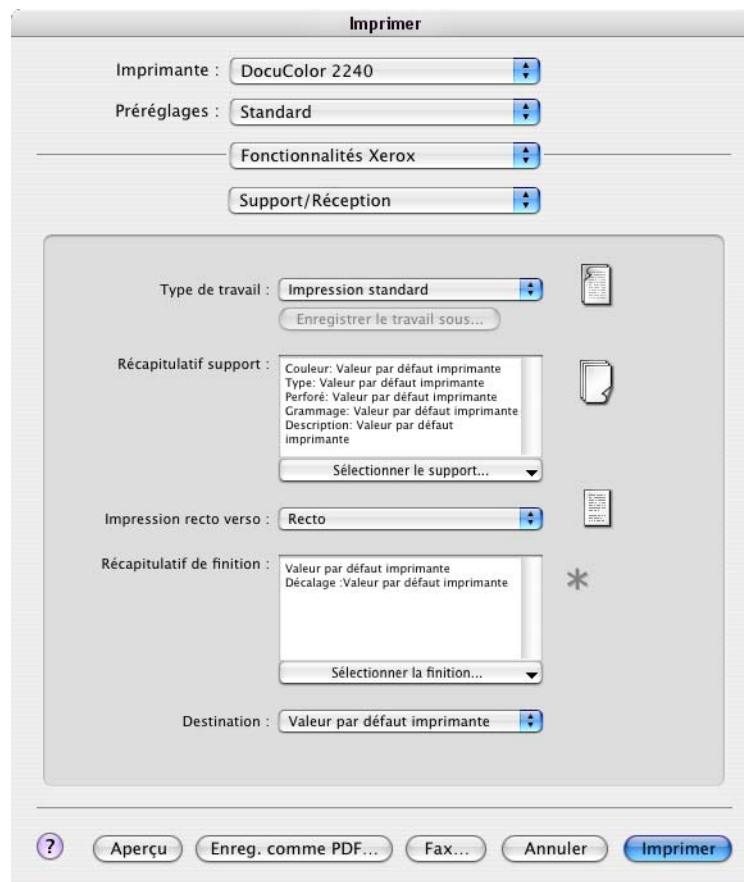 Imprimer
Imprimante : DocuColor 2240
Préréglages : Standard
Fonctionnalités Xerox
Support/Réception
Type de travail : Impression standard
Enregistrer le travail sous...
Récapitulatif support : Couleur: Valeur par défaut imprimante
Type: Valeur par défaut imprimante
Perforé: Valeur par défaut imprimante
Grammage: Valeur par défaut imprimante
Description: Valeur par défaut
imprimante
Sélectionner le support...
Impression recto verso : Recto
Récapitulatif de finition : Valeur par défaut imprimante
Décalage :Valeur par défaut imprimante
Sélectionner la finition...
Destination : Valeur par défaut imprimante
? Aperçu Enreg. comme PDF... Fax... Annuler Imprimer